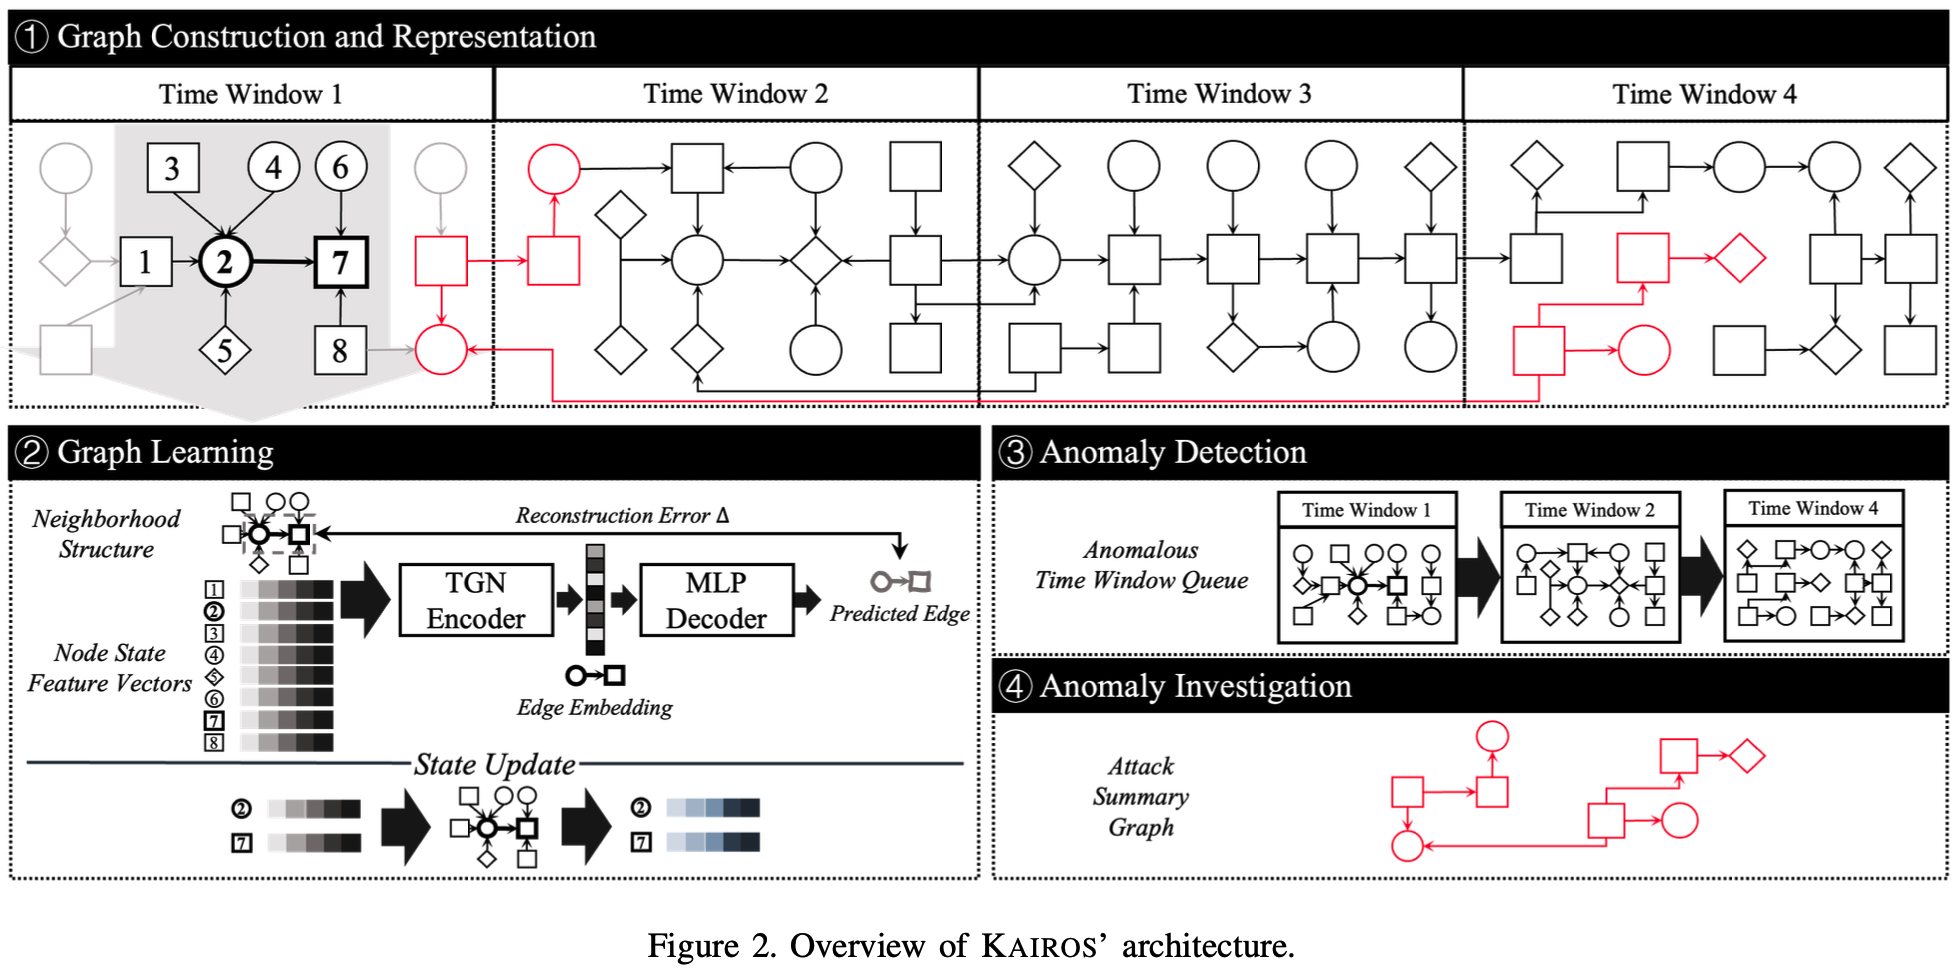 ① Graph Construction and Representation
Time Window 1
Time Window 2
Time Window 3
Time Window 4
3
4
6
1
2
7
5
8
② Graph Learning
Neighborhood
Structure
Reconstruction Error Δ
TGN
Encoder
MLP
Decoder
Predicted Edge
1
2
3
4
5
6
7
8
Node State
Feature Vectors
Edge Embedding
State Update
2
7
2
7
③ Anomaly Detection
Anomalous
Time Window Queue
Time Window 1
Time Window 2
Time Window 4
④ Anomaly Investigation
Attack
Summary
Graph
Figure 2. Overview of KAIROS’ architecture.